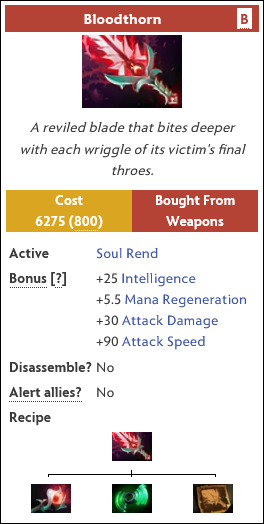 Bloodthorn B
A reviled blade that bites deeper
with each wriggle of its victim's final
throes.
Cost Bought From
6275 (800) Weapons
Active Soul Rend
Bonus [?] +25 Intelligence
+5.5 Mana Regeneration
+30 Attack Damage
+90 Attack Speed
Disassemble? No
Alert allies? No
Recipe